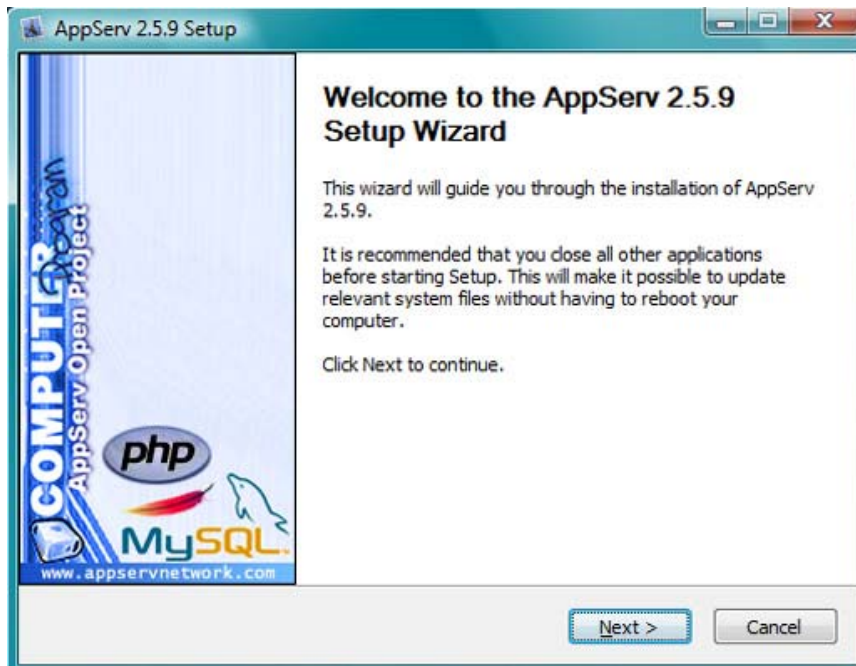 AppServ 2.5.9 Setup
Welcome to the AppServ 2.5.9
Setup Wizard
This wizard will guide you through the installation of AppServ
2.5.9.
It is recommended that you close all other applications
before starting Setup. This will make it possible to update
relevant system files without having to reboot your
computer.
Click Next to continue.
COMPUTER
Program
AppServ Open Project
php
MySQL
www.appservnetwork.com
Next >
Cancel